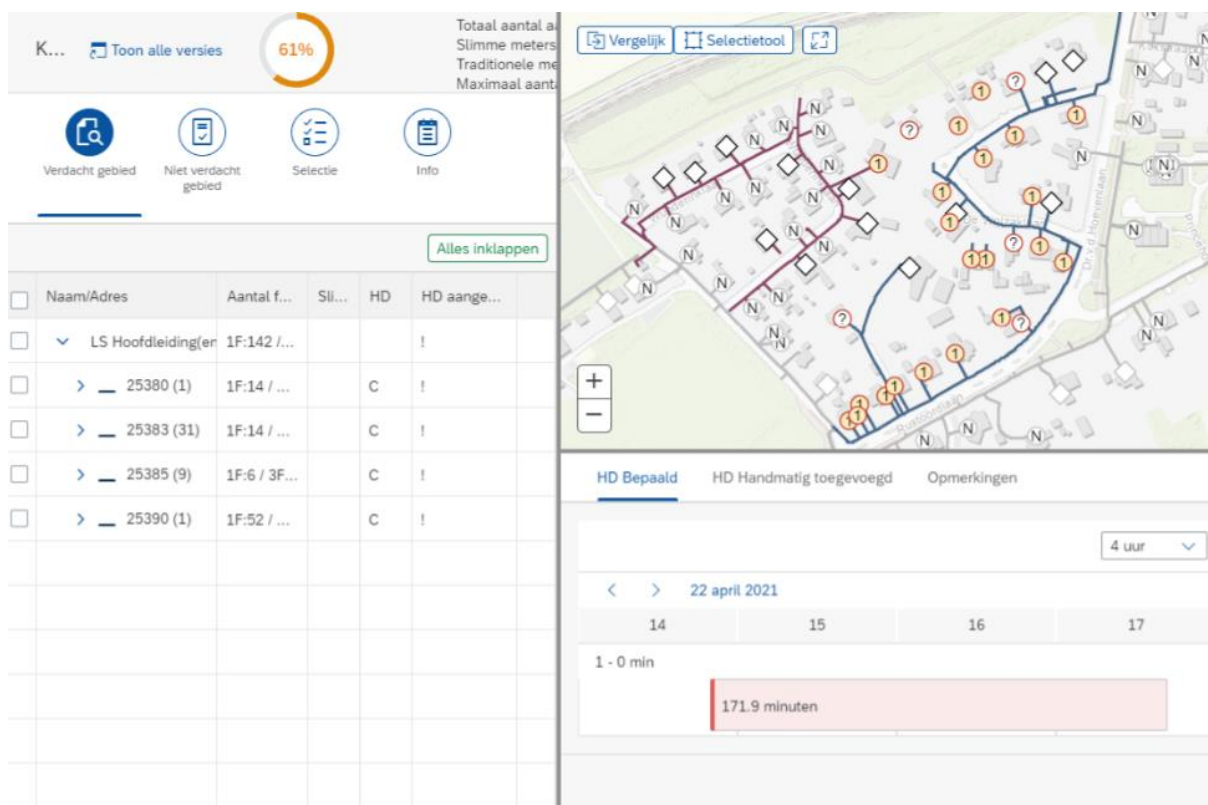 K...
Toon alle versies
61%
Totaal aantal a
Slimme meters
Traditionele me
Maximaal aant
Verdacht gebied
Niet verdacht
gebied
Selectie
Info
Alles inklappen
Naam/Adres Aantal f... Sli... HD HD aange...
LS Hoofdleiding(er 1F:142 /... !
25380 (1) 1F:14 / ... C !
25383 (31) 1F:14 / ... C !
25385 (9) 1F:6 / 3F... C !
25390 (1) 1F:52 / ... C !
Vergelijk
Selectietool
Dr.v.d Hoevenlaan
Rustoordlaan
+
−
HD Bepaald
HD Handmatig toegevoegd
Opmerkingen
4 uur
22 april 2021
14 15 16 17
1 - 0 min
171.9 minuten